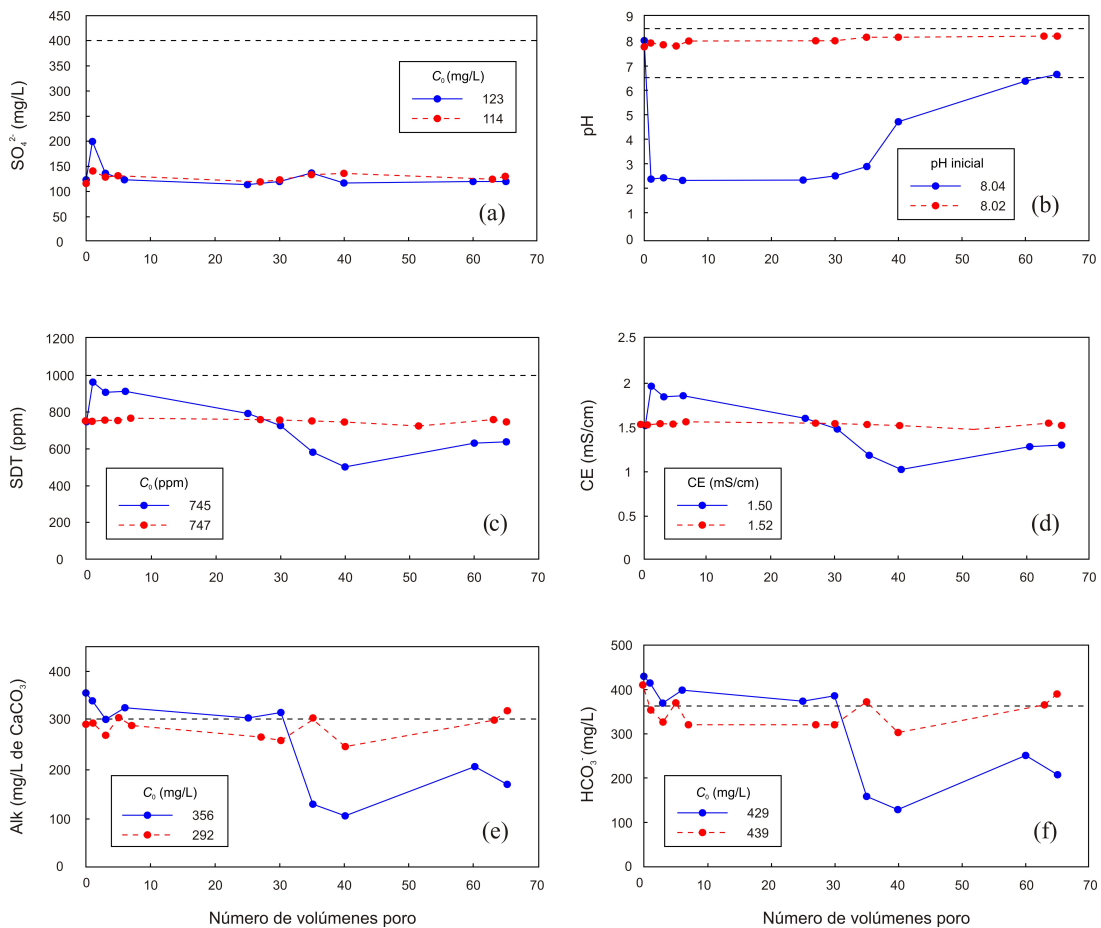 SO₄²⁻ (mg/L)
450
400
350
300
250
200
150
100
50
0
C₀ (mg/L)
123
114
(a)
0 10 20 30 40 50 60 70
pH
9
8
7
6
5
4
3
2
1
0
pH inicial
8.04
8.02
(b)
0 10 20 30 40 50 60 70
SDT (ppm)
1200
1000
800
600
400
200
0
C₀ (ppm)
745
747
(c)
0 10 20 30 40 50 60 70
CE (mS/cm)
2.5
2
1.5
1
0.5
0
CE (mS/cm)
1.50
1.52
(d)
0 10 20 30 40 50 60 70
Alk (mg/L de CaCO₃)
400
300
200
100
0
C₀ (mg/L)
356
292
(e)
0 10 20 30 40 50 60 70
Número de volúmenes poro
HCO₃⁻ (mg/L)
500
400
300
200
100
0
C₀ (mg/L)
429
439
(f)
0 10 20 30 40 50 60 70
Número de volúmenes poro